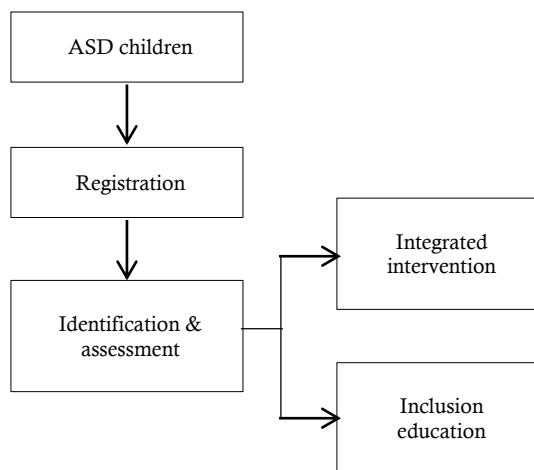 ASD children
Registration
Identification &
assessment
Integrated
intervention
Inclusion
education